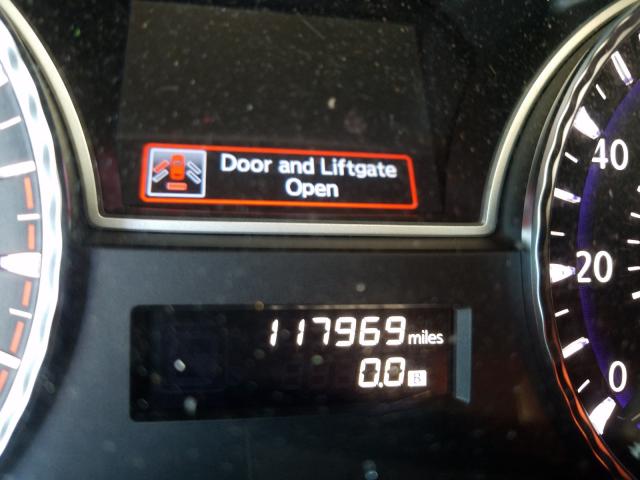 Door and Liftgate
Open
117969 miles
0.0 B
40
20
0